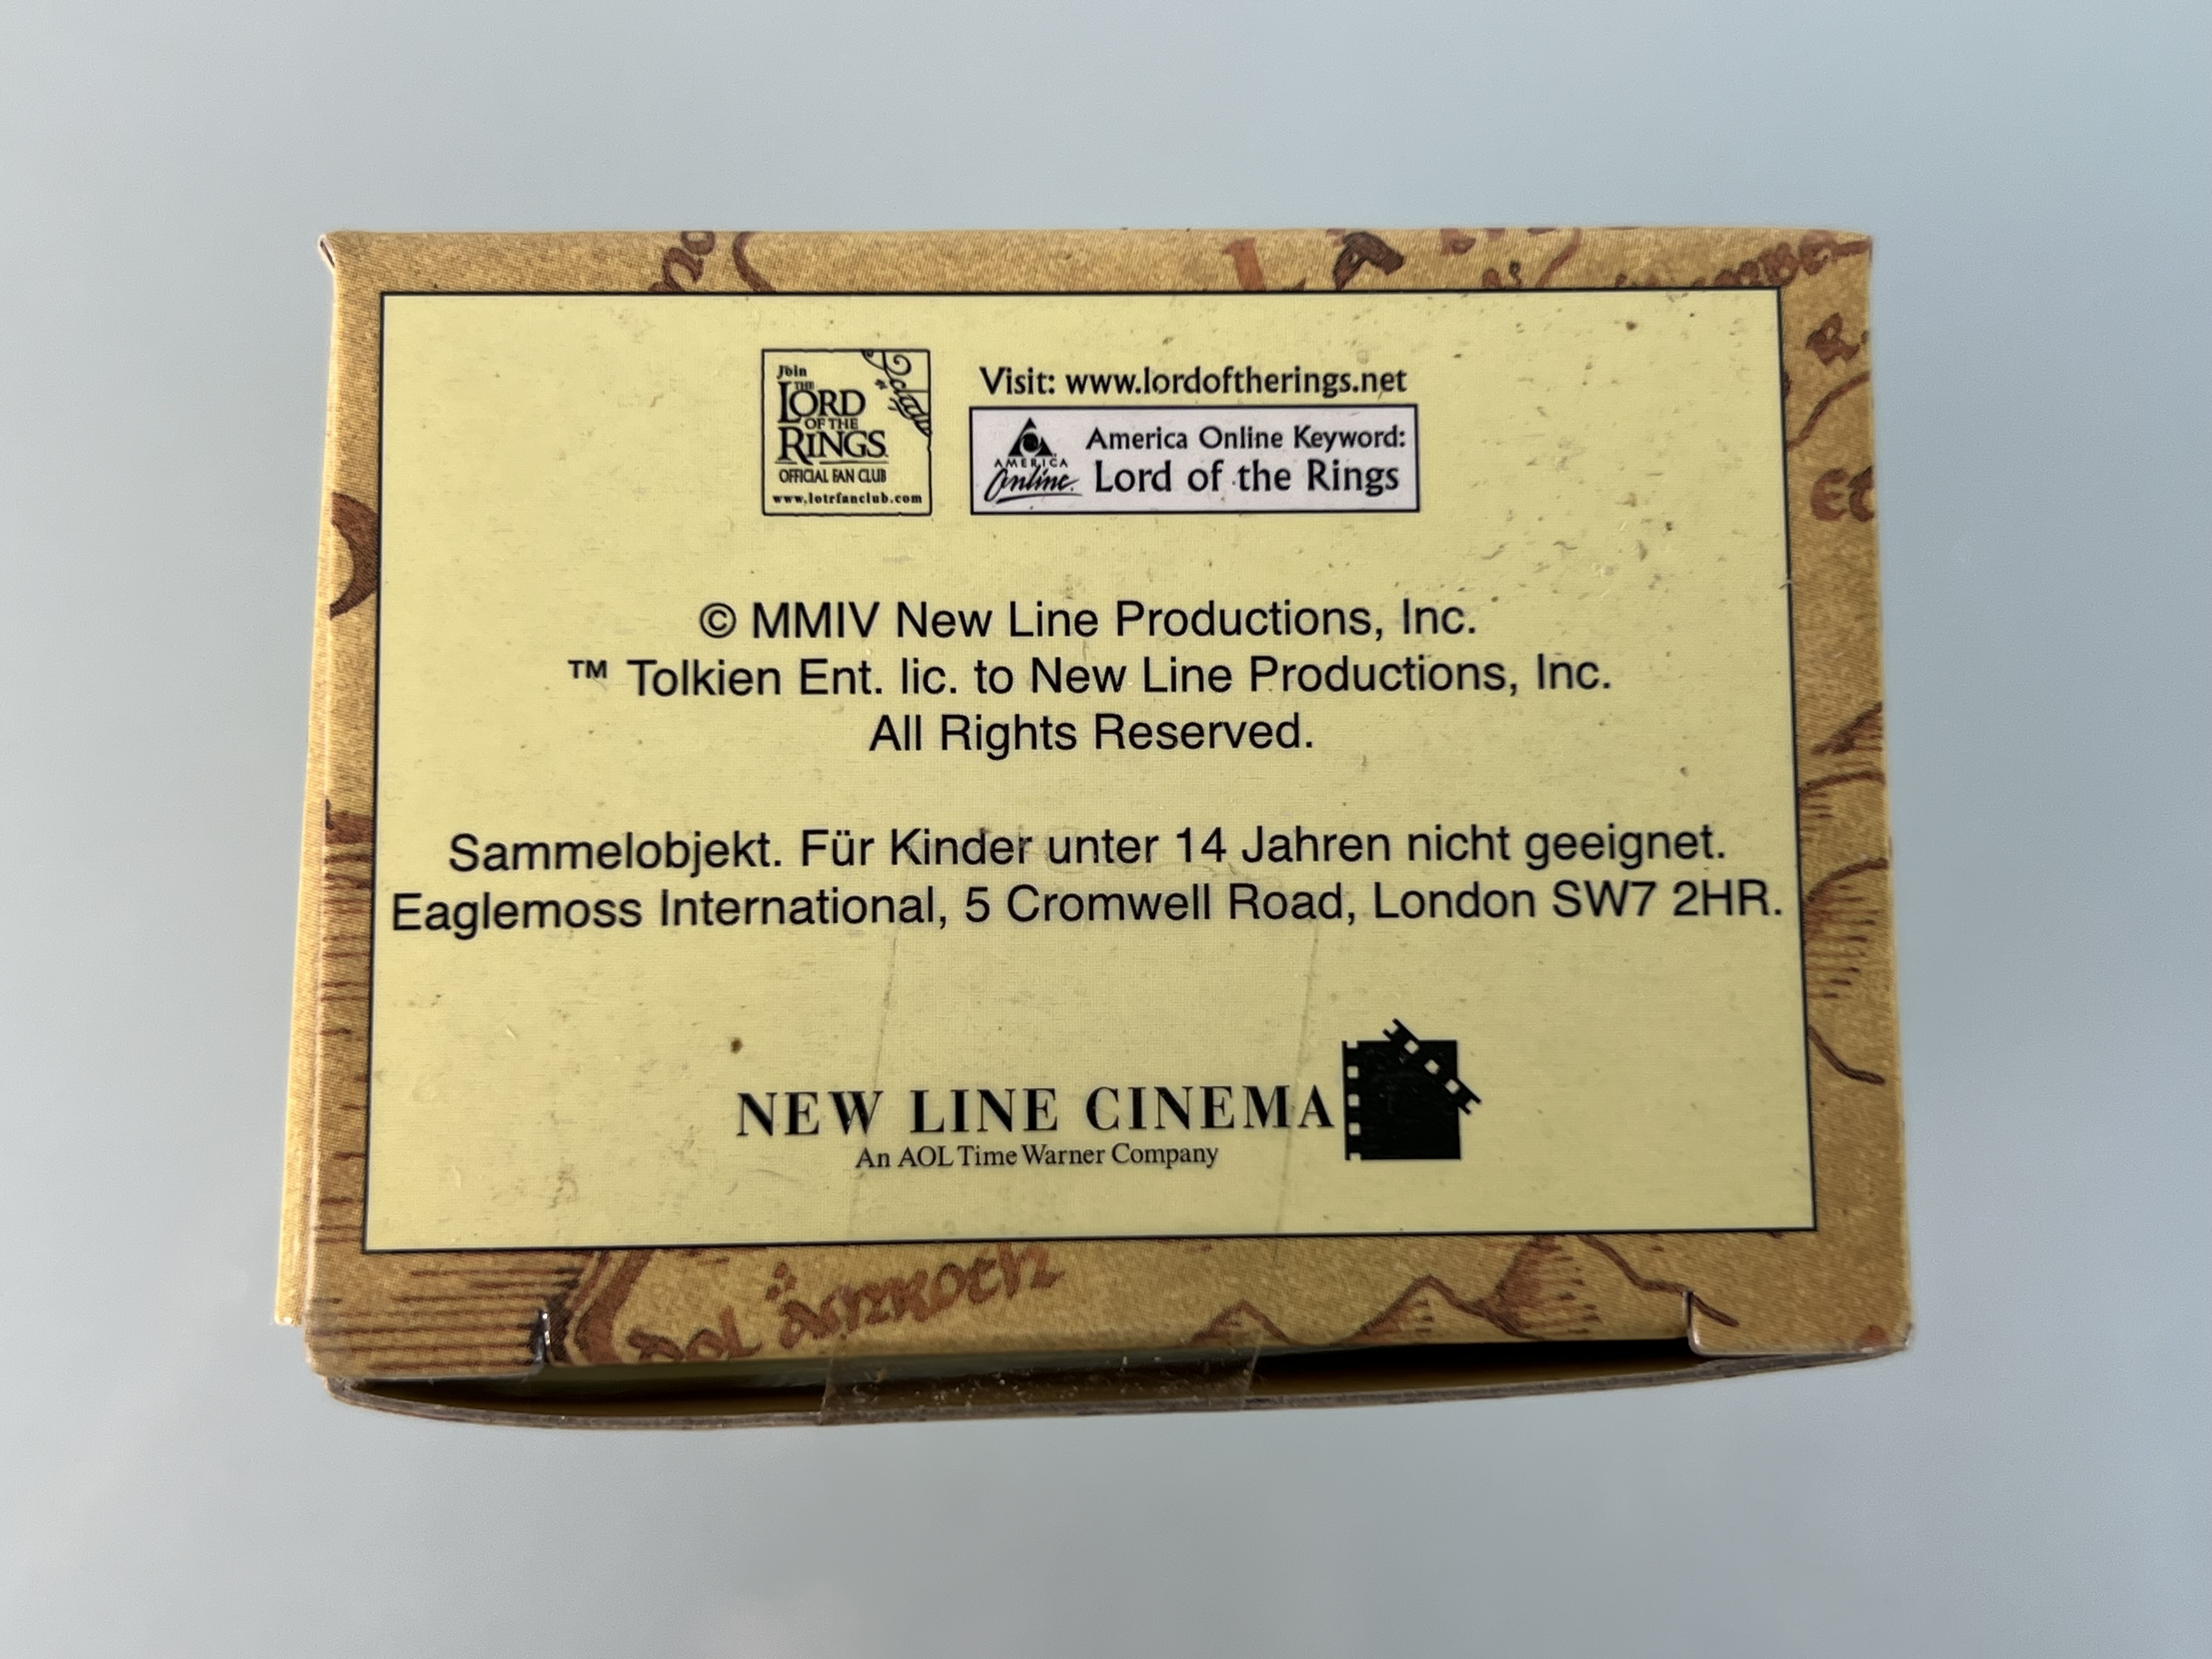 Join
THE
LORD
OF THE
RINGS
OFFICIAL FAN CLUB
www.lotrfanclub.com
Visit: www.lordoftherings.net
America Online Keyword:
AMERICA
Online
Lord of the Rings
© MMIV New Line Productions, Inc.
™ Tolkien Ent. lic. to New Line Productions, Inc.
All Rights Reserved.
Sammelobjekt. Für Kinder unter 14 Jahren nicht geeignet.
Eaglemoss International, 5 Cromwell Road, London SW7 2HR.
NEW LINE CINEMA
An AOL Time Warner Company